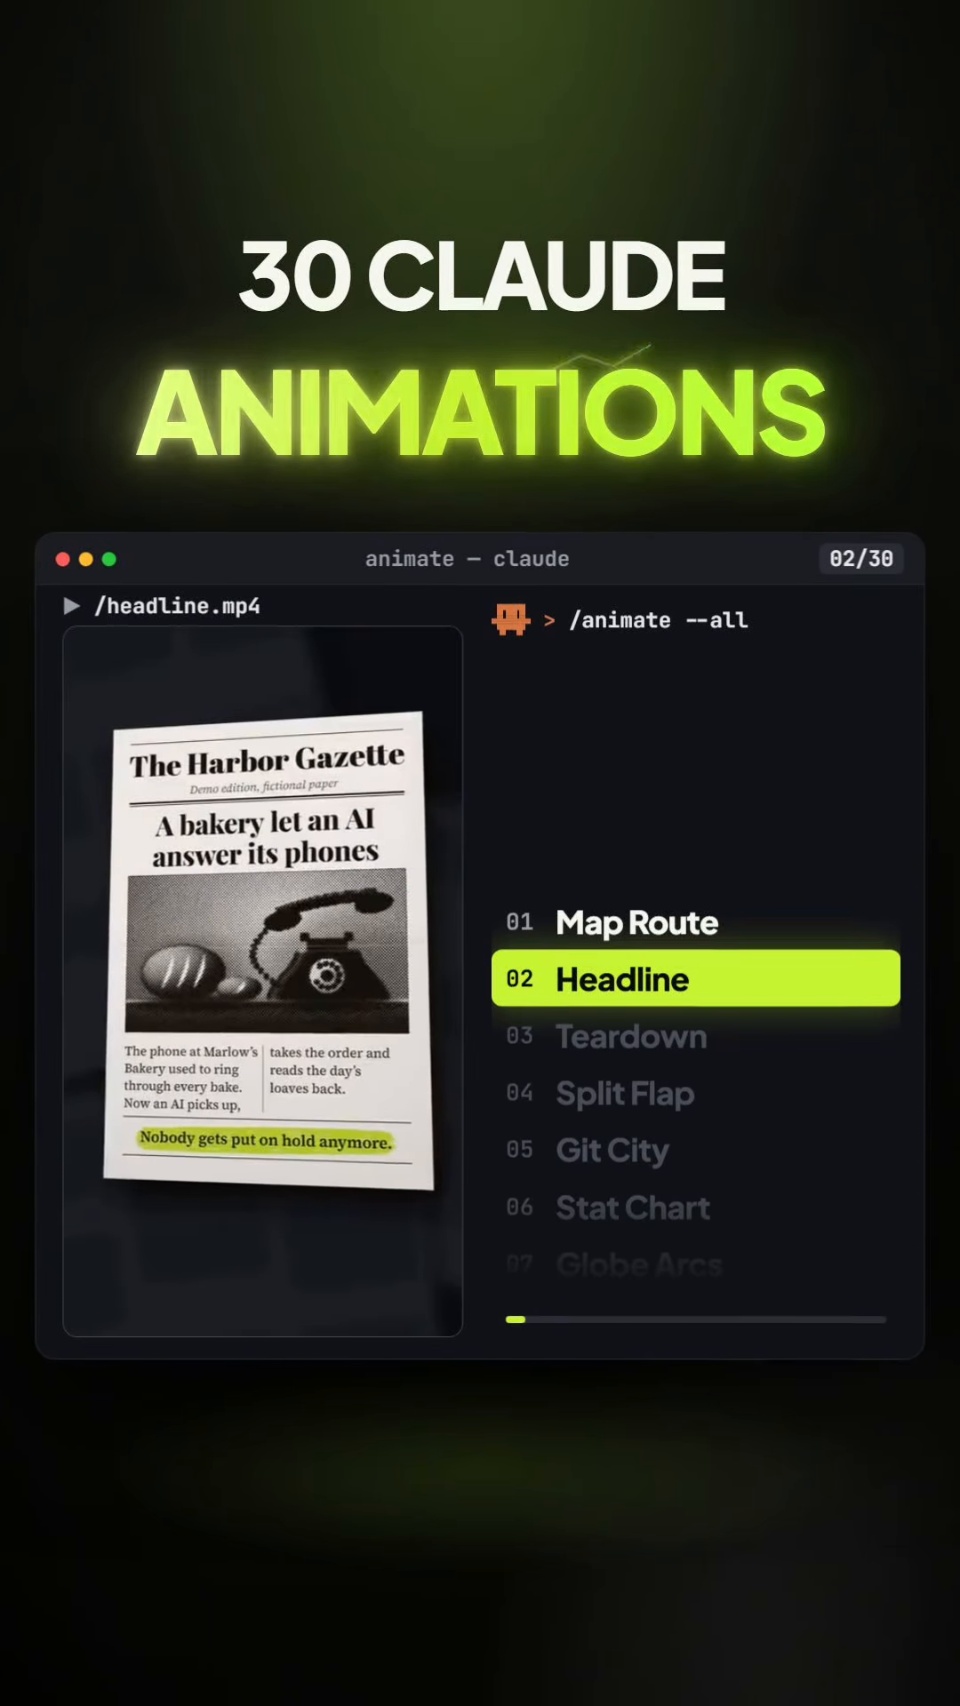 30 CLAUDE
ANIMATIONS
animate — claude
02/30
/headline.mp4
The Harbor Gazette
Demo edition, fictional paper
A bakery let an AI
answer its phones
The phone at Marlow's
Bakery used to ring
through every bake.
Now an AI picks up,
takes the order and
reads the day's
loaves back.
Nobody gets put on hold anymore.
> /animate --all
01 Map Route
02 Headline
03 Teardown
04 Split Flap
05 Git City
06 Stat Chart
07 Globe Arcs